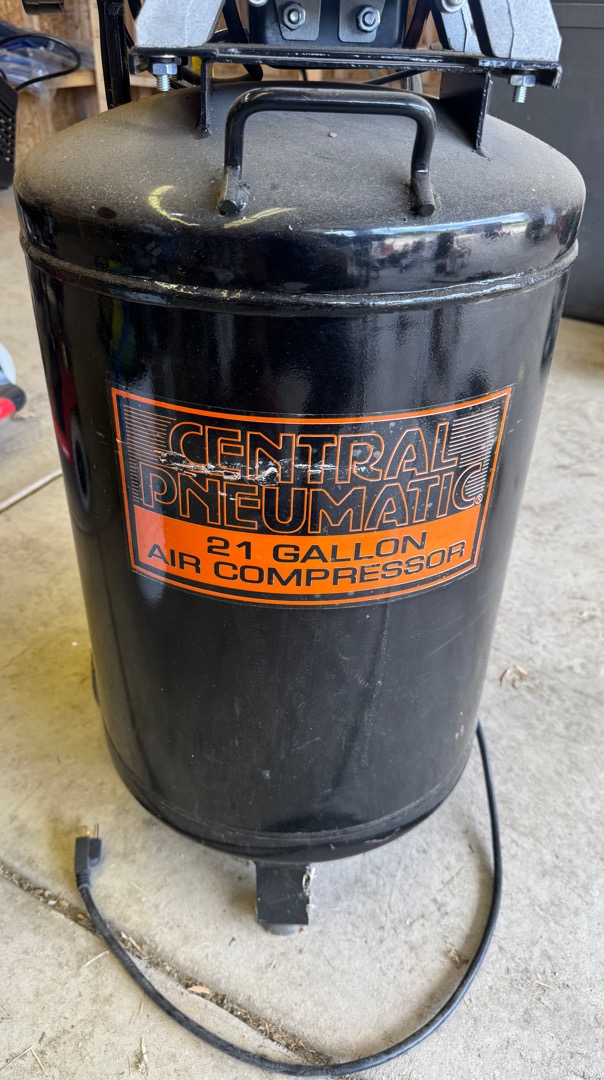 CENTRAL
PNEUMATIC®
21 GALLON
AIR COMPRESSOR